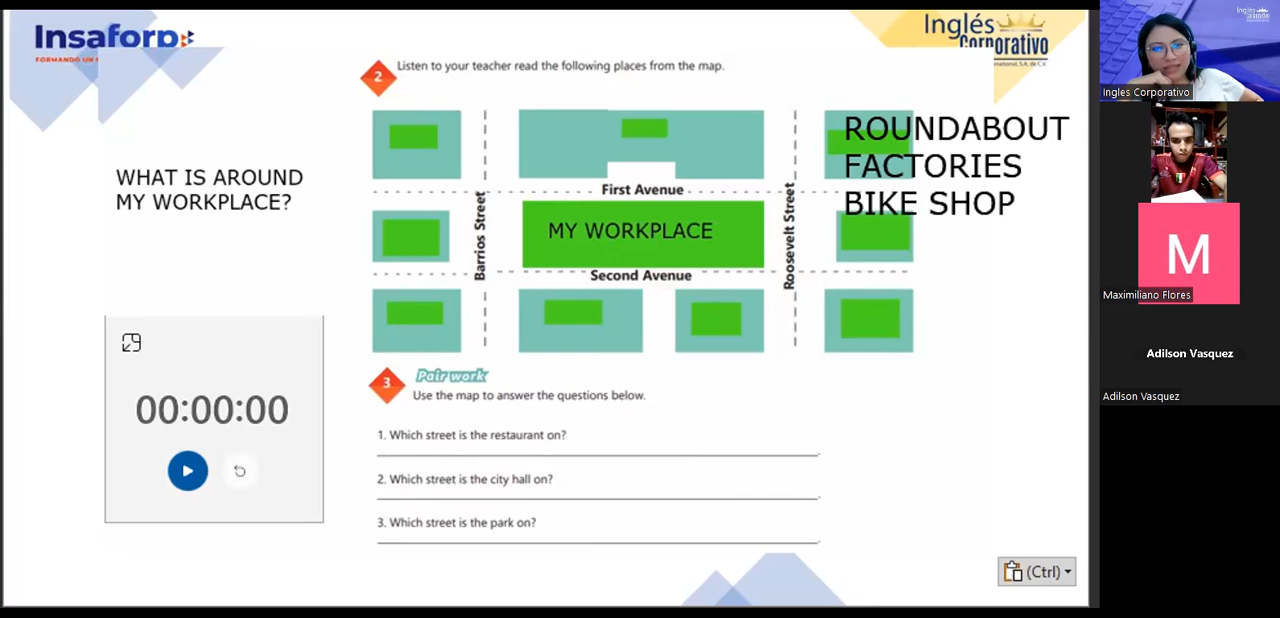 Insaforp
Inglés
Corporativo
2
Listen to your teacher read the following places from the map.
WHAT IS AROUND
MY WORKPLACE?
ROUNDABOUT
FACTORIES
BIKE SHOP
First Avenue
Barrios Street
MY WORKPLACE
Roosevelt Street
Second Avenue
00:00:00
3
Pair work
Use the map to answer the questions below.
1. Which street is the restaurant on?
2. Which street is the city hall on?
3. Which street is the park on?
(Ctrl)
Ingles Corporativo
M
Maximiliano Flores
Adilson Vasquez
Adilson Vasquez